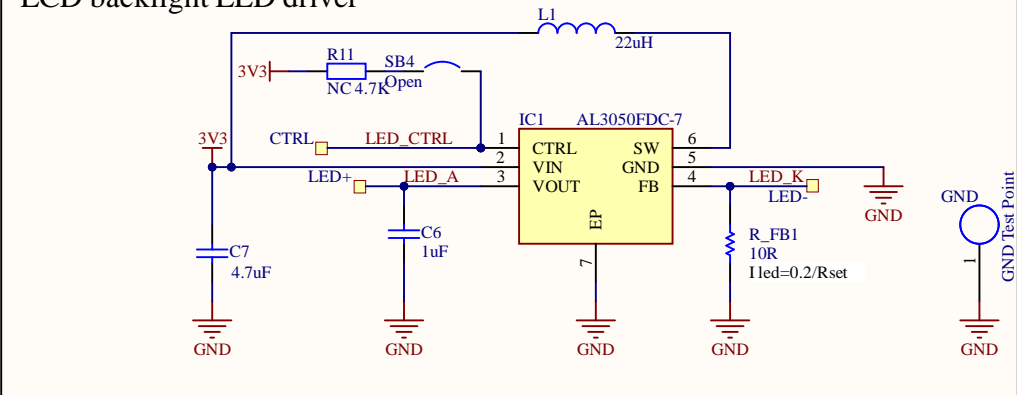 LCD backlight LED driver
L1
22uH
R11
SB4
3V3
NC 4.7K
Open
IC1
AL3050FDC-7
3V3
CTRL
LED_CTRL
1
CTRL
SW
6
2
VIN
GND
5
LED+
LED_A
3
VOUT
FB
4
LED_K
LED-
GND
EP
7
C6
1uF
C7
4.7uF
R_FB1
10R
Iled=0.2/Rset
GND
GND
GND
GND
GND
1
GND Test Point
GND